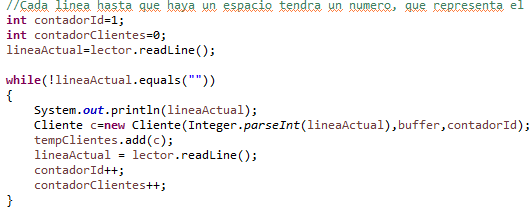 //Cada linea hasta que haya un espacio tendra un numero, que representa el
int contadorId=1;
int contadorClientes=0;
lineaActual=lector.readLine();
while(!lineaActual.equals(""))
{
System.out.println(lineaActual);
Cliente c=new Cliente(Integer.parseInt(lineaActual),buffer,contadorId);
tempClientes.add(c);
lineaActual = lector.readLine();
contadorId++;
contadorClientes++;
}